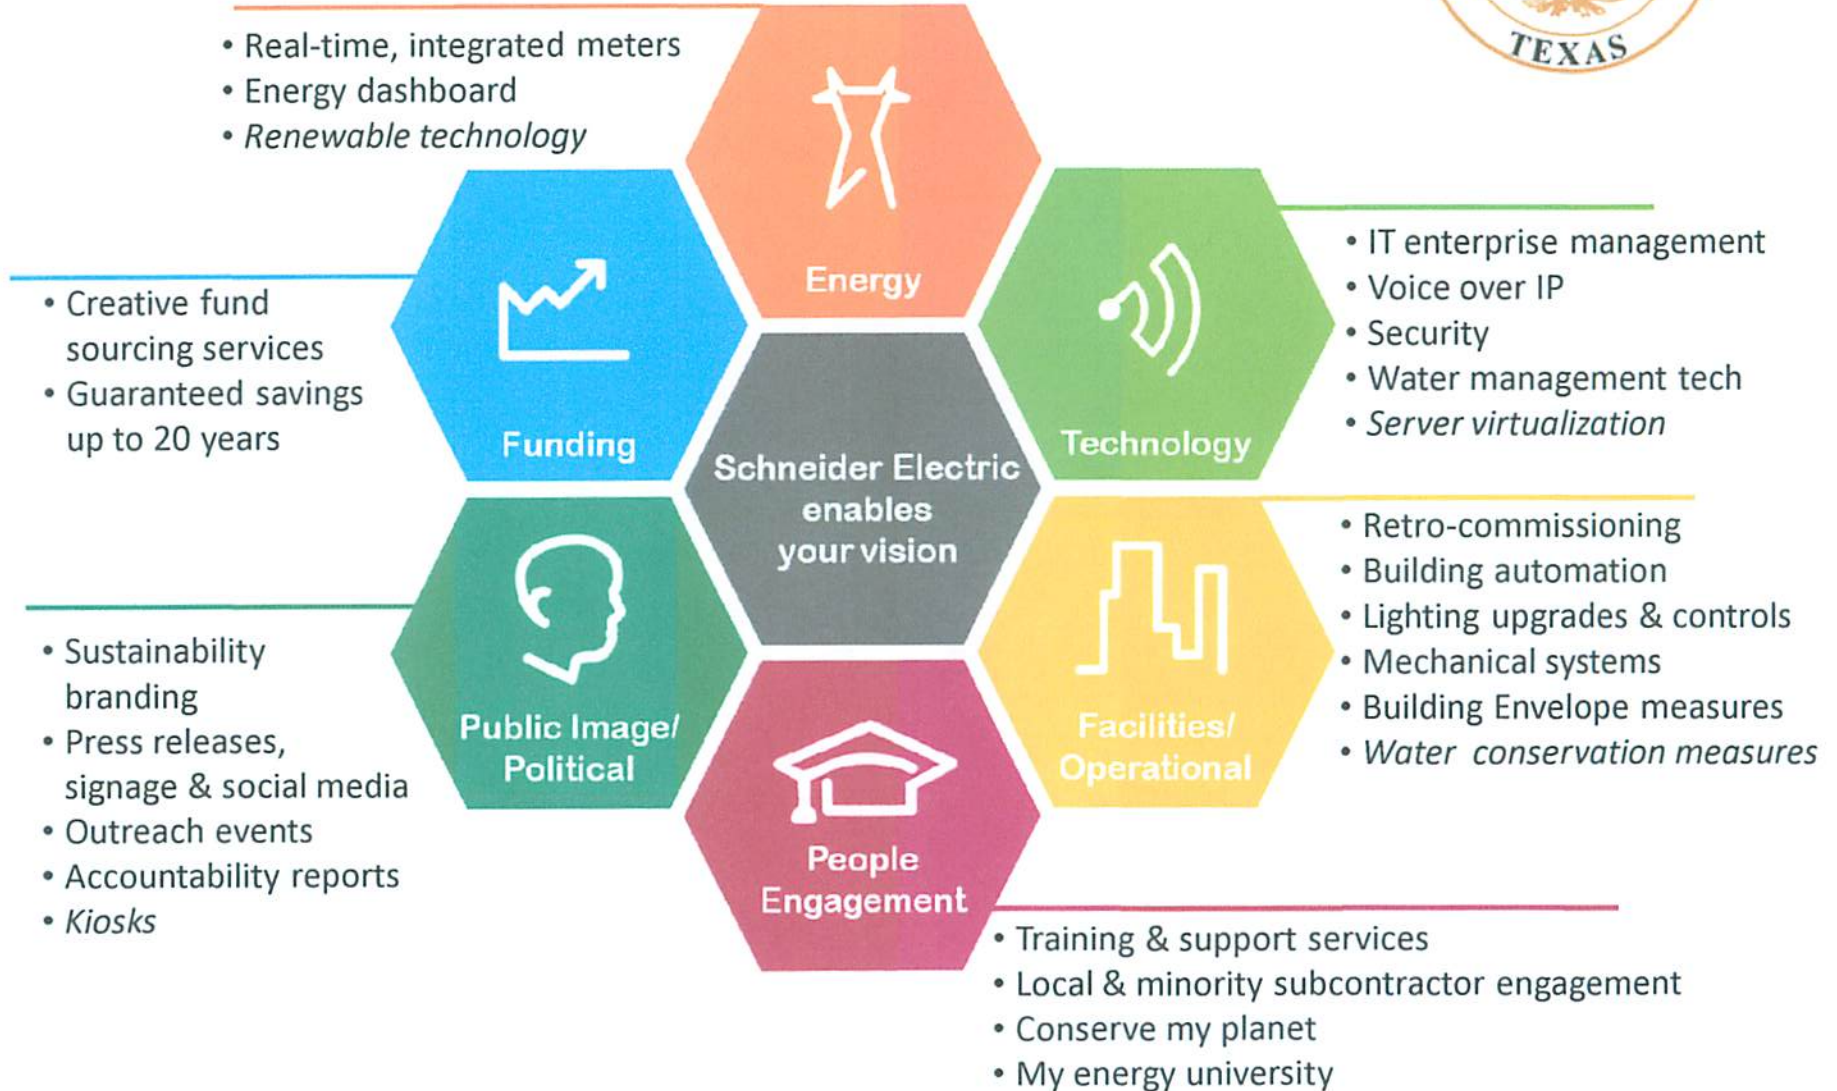 TEXAS
• Real-time, integrated meters
• Energy dashboard
• Renewable technology
Energy
• IT enterprise management
• Voice over IP
• Security
• Water management tech
• Server virtualization
Technology
• Creative fund
sourcing services
• Guaranteed savings
up to 20 years
Funding
Schneider Electric
enables
your vision
• Retro-commissioning
• Building automation
• Lighting upgrades & controls
• Mechanical systems
• Building Envelope measures
• Water conservation measures
Facilities/
Operational
• Sustainability
branding
• Press releases,
signage & social media
• Outreach events
• Accountability reports
• Kiosks
Public Image/
Political
People
Engagement
• Training & support services
• Local & minority subcontractor engagement
• Conserve my planet
• My energy university